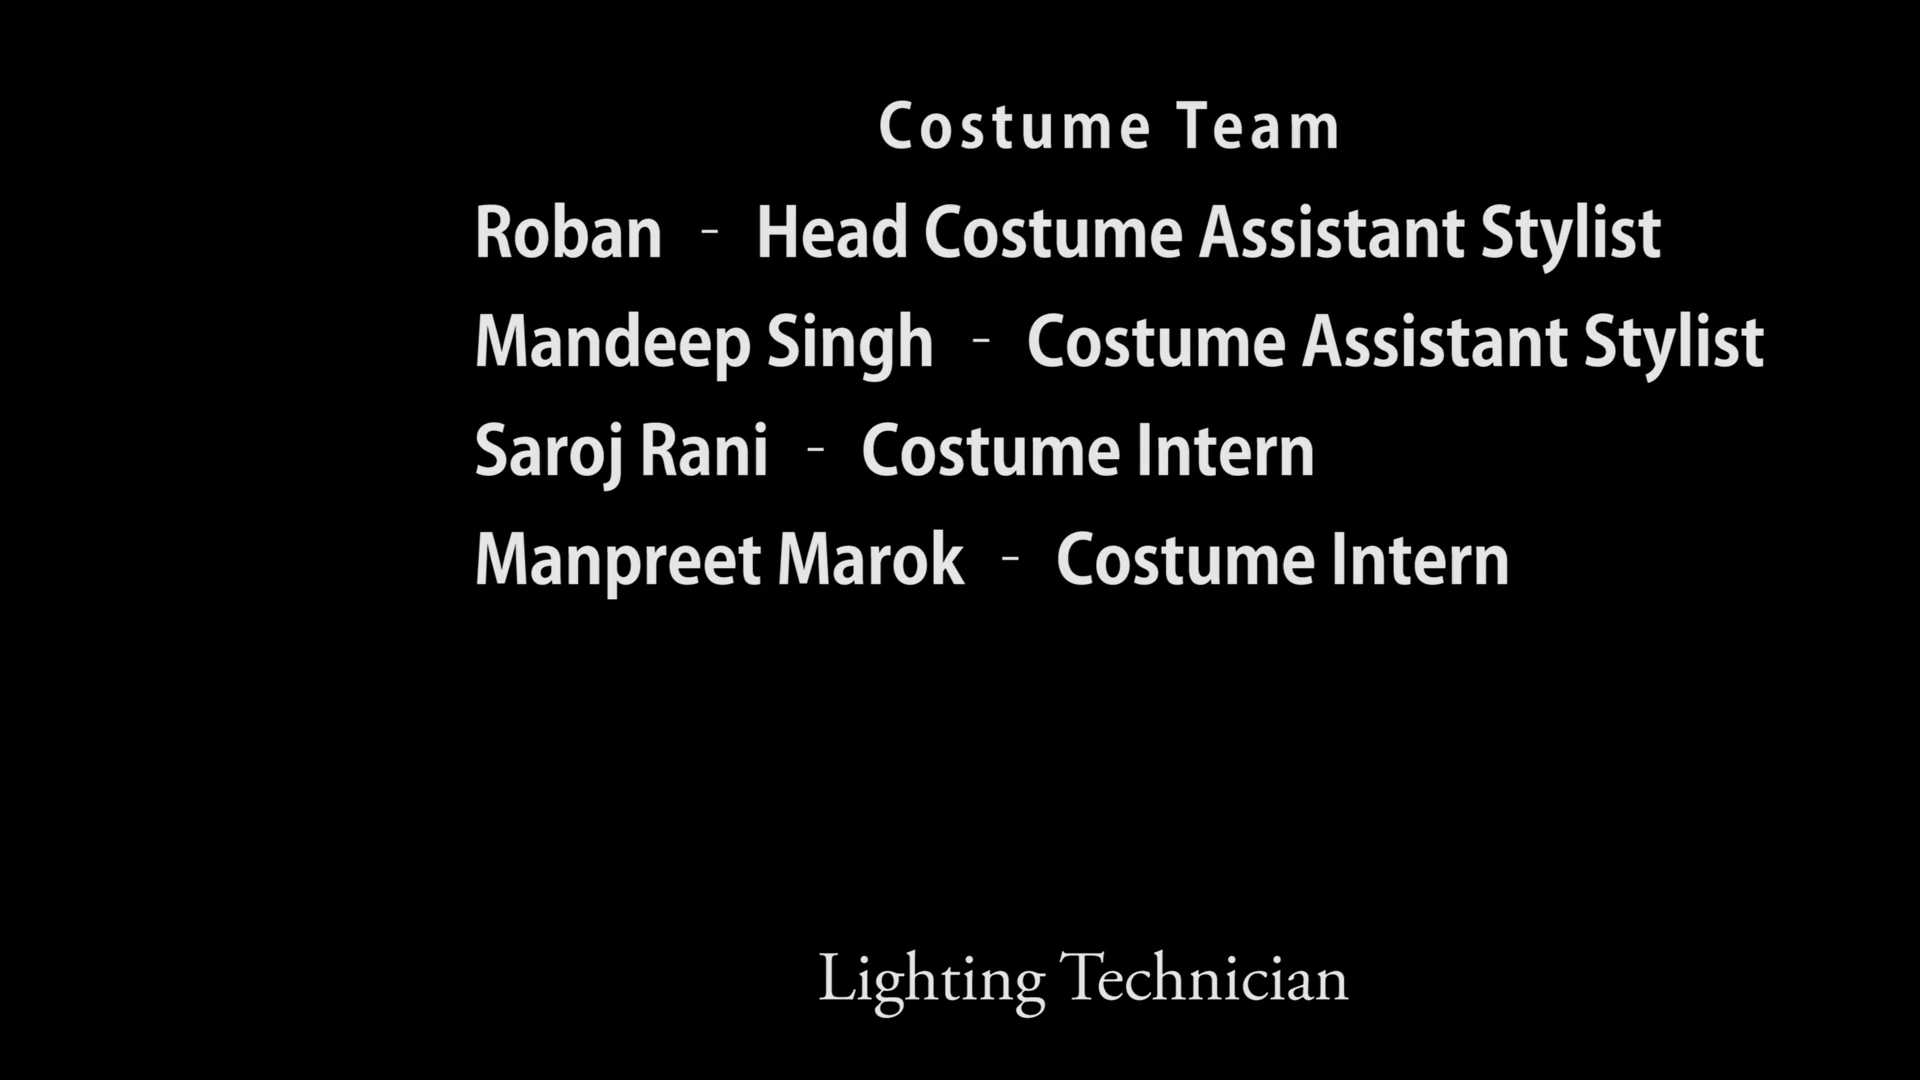 Costume Team
Roban - Head Costume Assistant Stylist
Mandeep Singh - Costume Assistant Stylist
Saroj Rani - Costume Intern
Manpreet Marok - Costume Intern
Lighting Technician